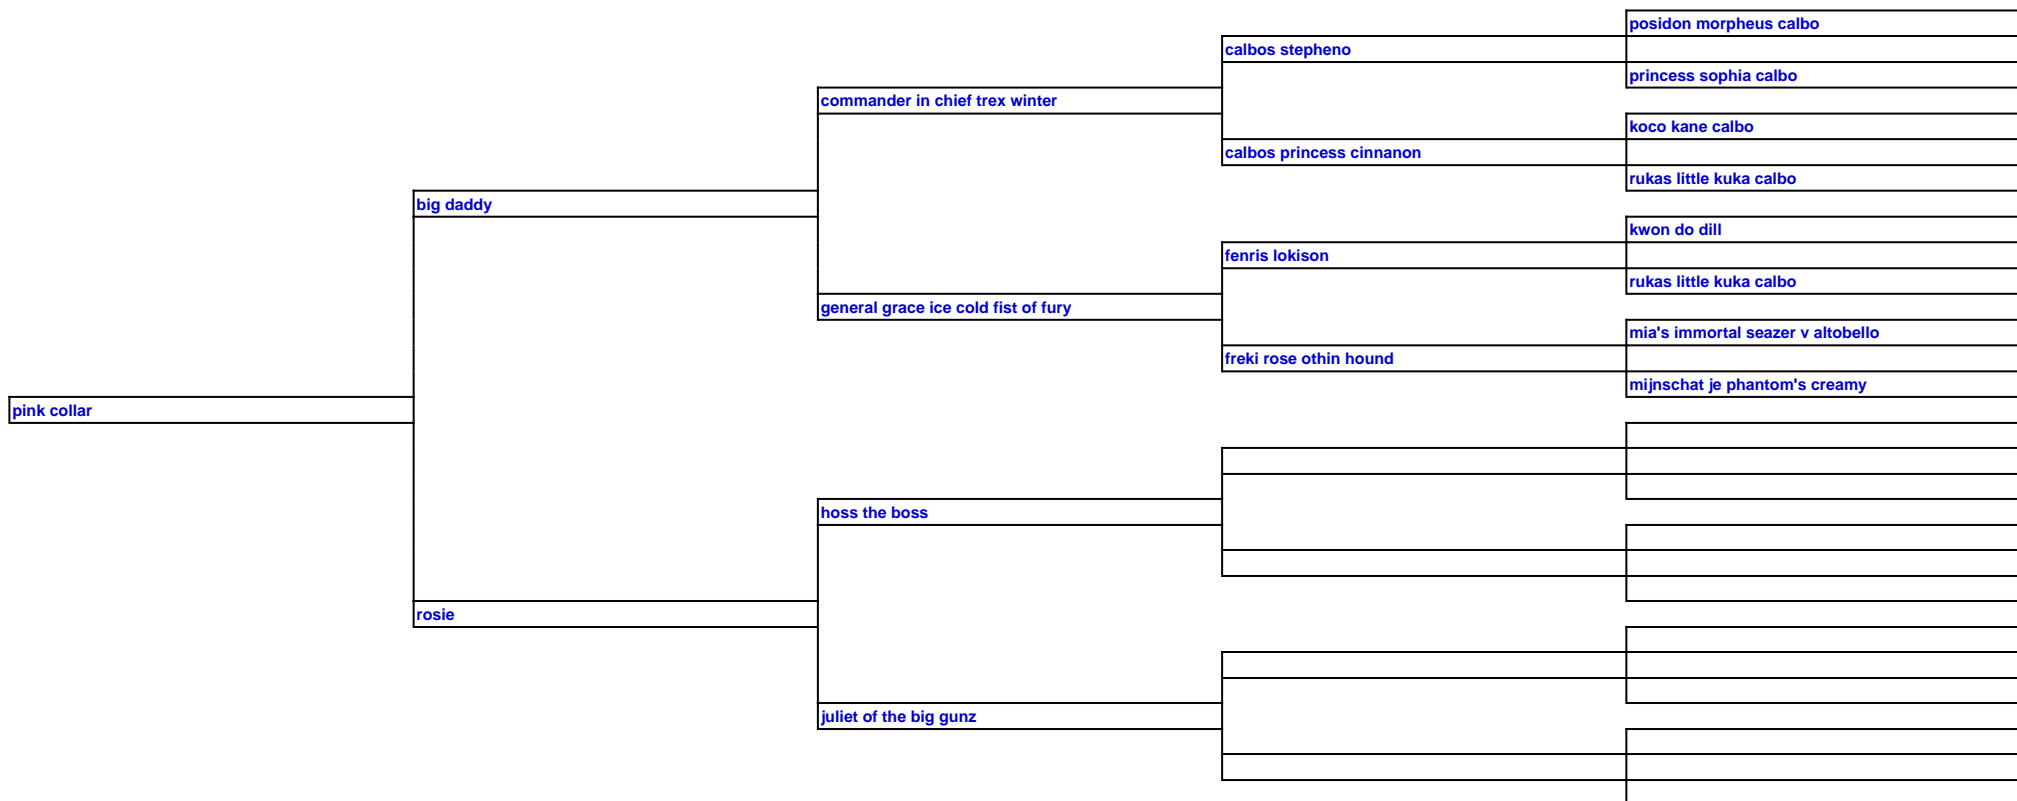 posidon morpheus calbo
calbos stepheno
princess sophia calbo
commander in chief trex winter
koco kane calbo
calbos princess cinnanon
rukas little kuka calbo
big daddy
kwon do dill
fenris lokison
rukas little kuka calbo
general grace ice cold fist of fury
mia's immortal seazer v altobello
freki rose othin hound
mijnschat je phantom's creamy
pink collar
hoss the boss
rosie
juliet of the big gunz